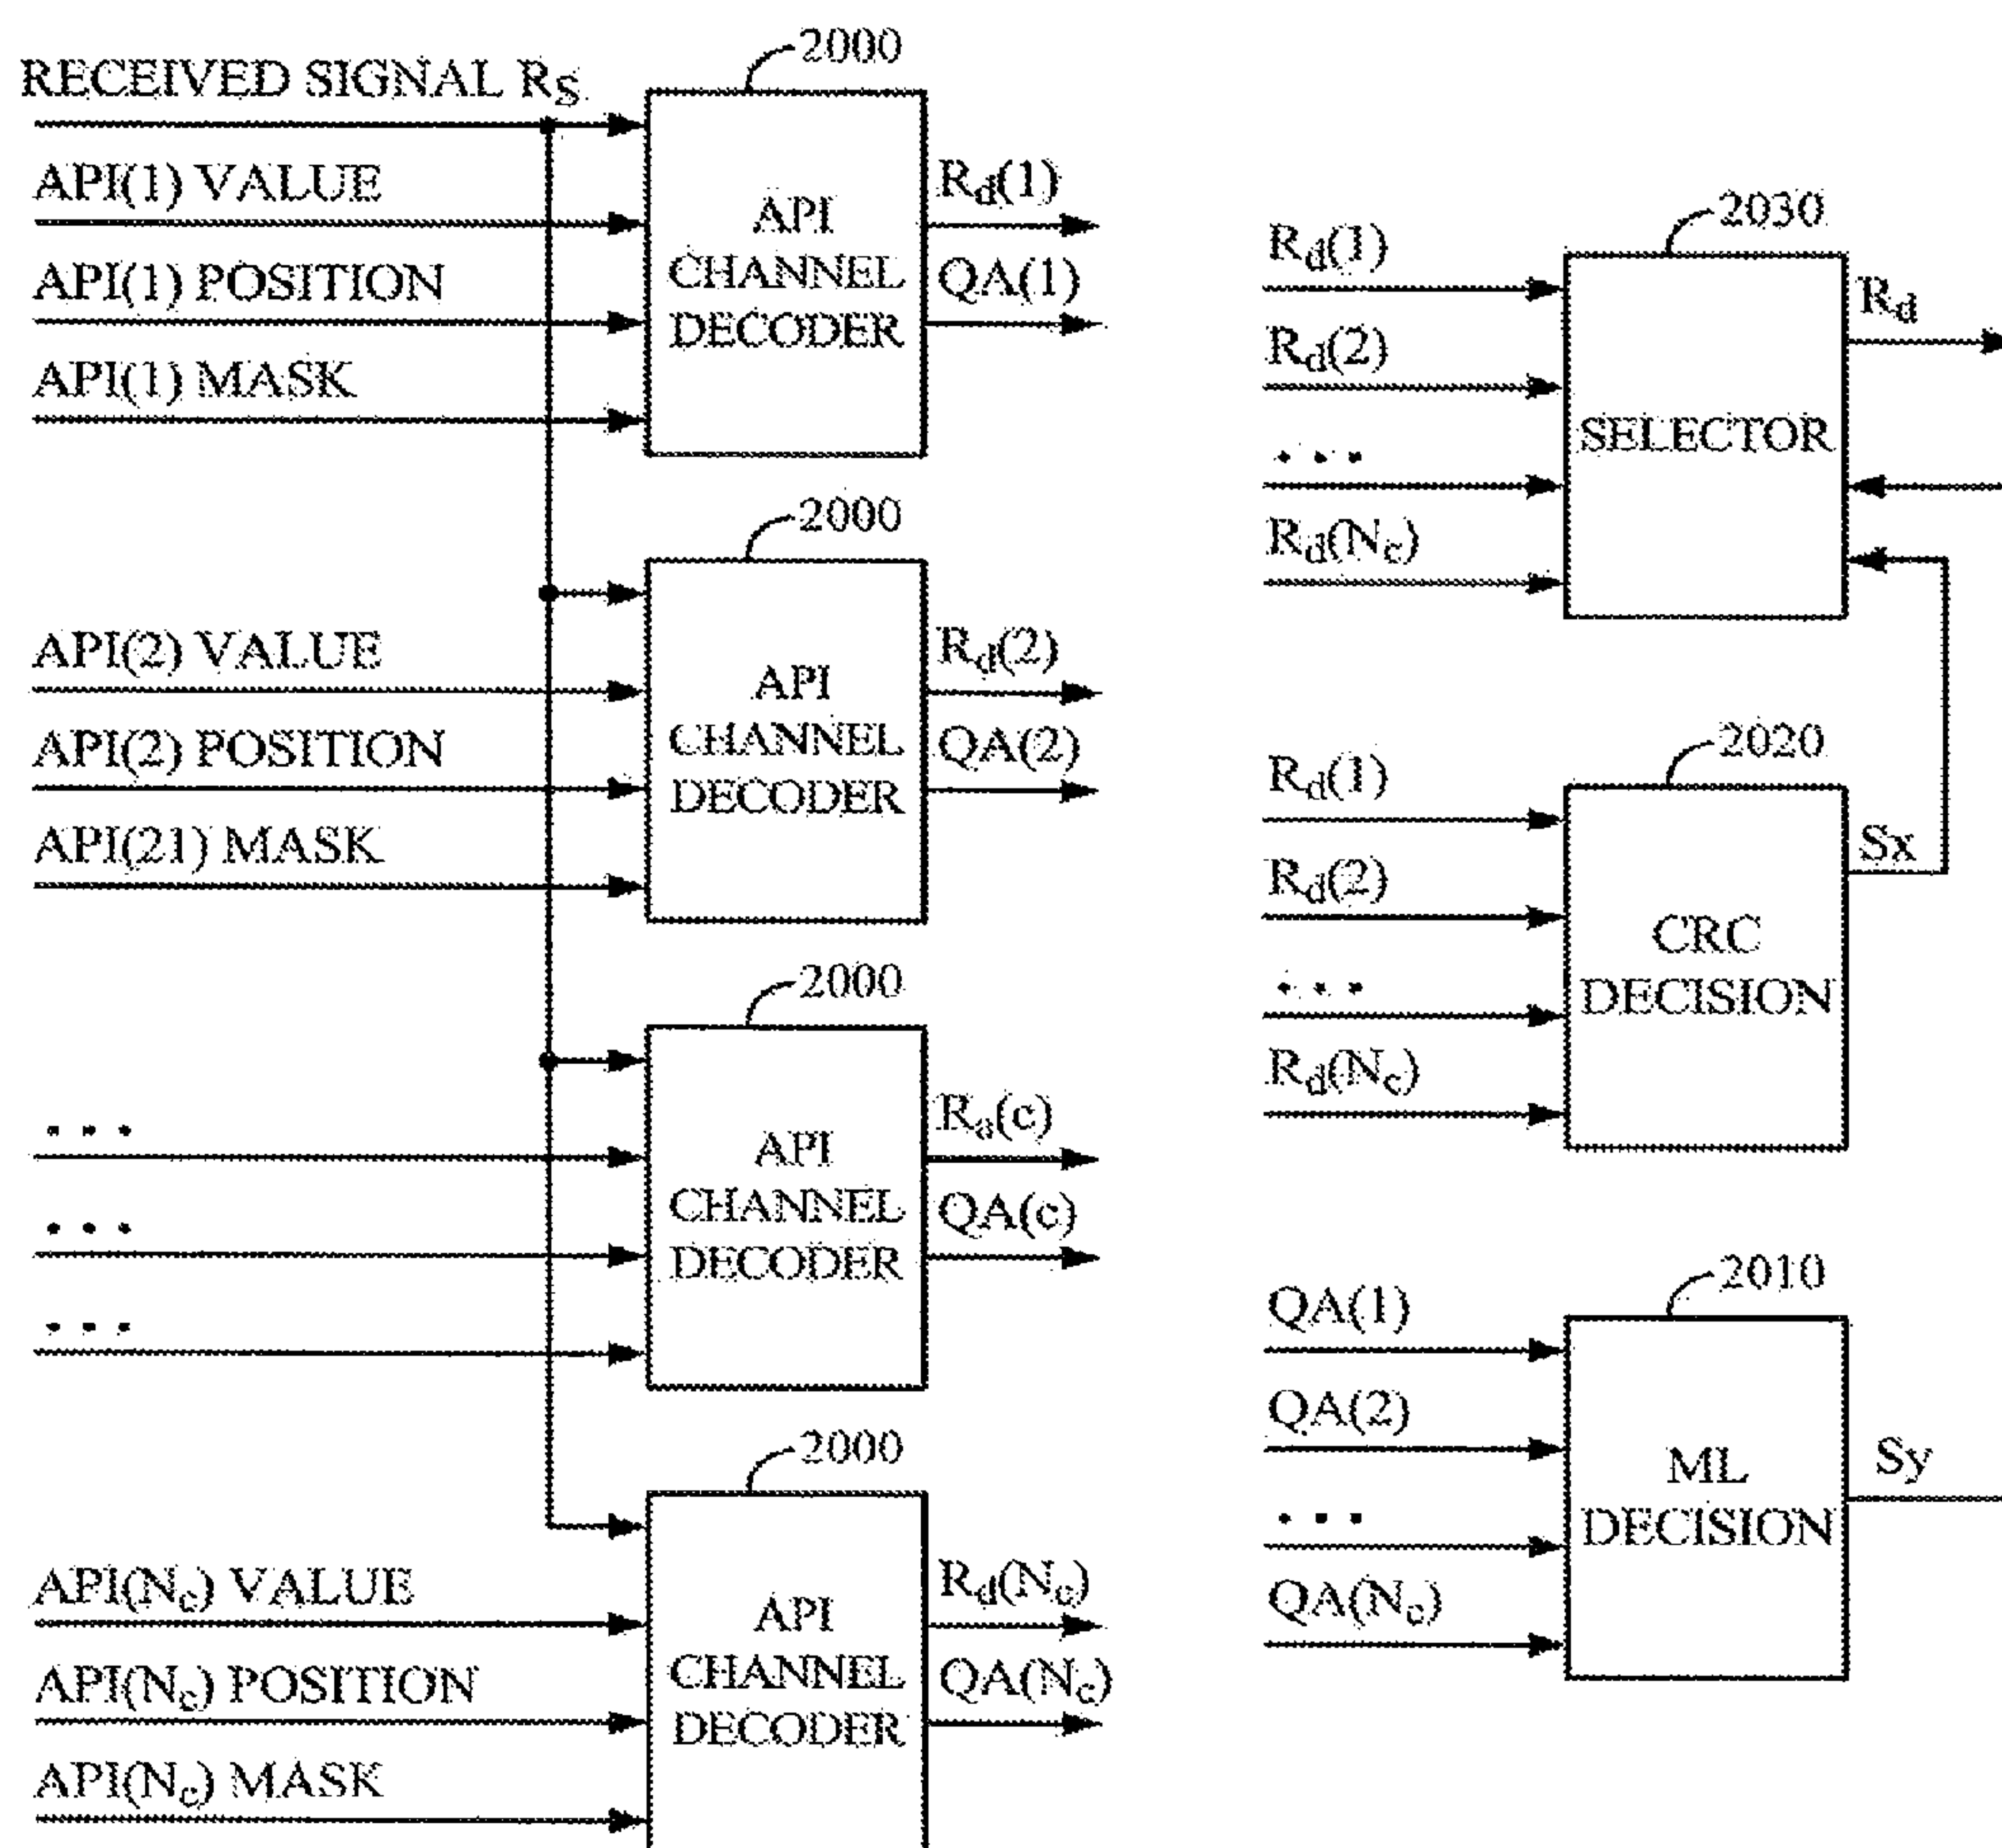 2000
RECEIVED SIGNAL RS
API(1) VALUE
API(1) POSITION
API(1) MASK
API
CHANNEL
DECODER
Rd(1)
QA(1)
2000
API(2) VALUE
API(2) POSITION
API(21) MASK
API
CHANNEL
DECODER
Rd(2)
QA(2)
2000
. . .
. . .
. . .
API
CHANNEL
DECODER
Ra(c)
QA(c)
2000
API(Nc) VALUE
API(Nc) POSITION
API(Nc) MASK
API
CHANNEL
DECODER
Rd(Nc)
QA(Nc)
2030
Rd(1)
Rd(2)
. . .
Rd(Nc)
SELECTOR
Rd
2020
Rd(1)
Rd(2)
. . .
Rd(Nc)
CRC
DECISION
Sx
2010
QA(1)
QA(2)
. . .
QA(Nc)
ML
DECISION
Sy